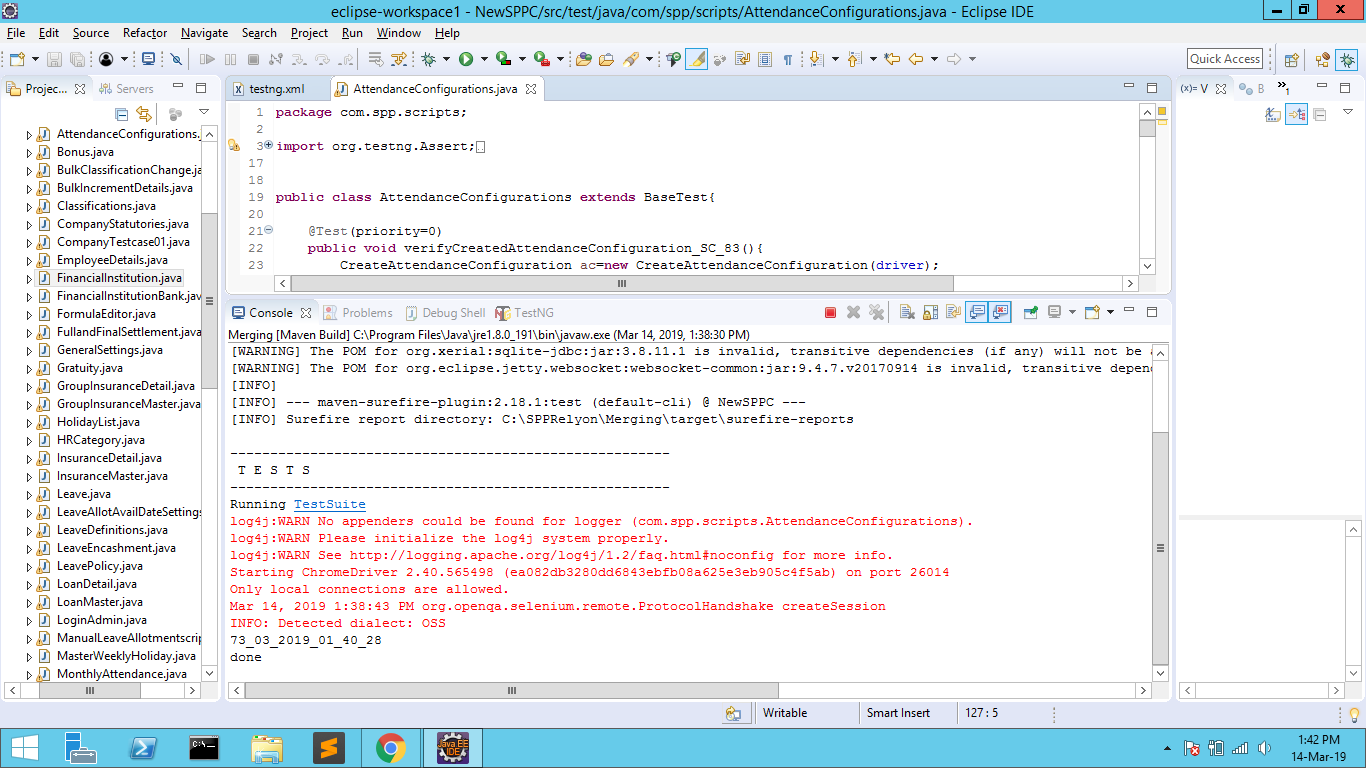 eclipse-workspace1 - NewSPPC/src/test/java/com/spp/scripts/AttendanceConfigurations.java - Eclipse IDE
File Edit Source Refactor Navigate Search Project Run Window Help
Quick Access
Projec...
Servers
AttendanceConfigurations.
Bonus.java
BulkClassificationChange.ja
BulkIncrementDetails.java
Classifications.java
CompanyStatutories.java
CompanyTestcase01.java
EmployeeDetails.java
FinancialInstitution.java
FinancialInstitutionBank.jav
FormulaEditor.java
FullandFinalSettlement.java
GeneralSettings.java
Gratuity.java
GroupInsuranceDetail.java
GroupInsuranceMaster.java
HolidayList.java
HRCategory.java
InsuranceDetail.java
InsuranceMaster.java
Leave.java
LeaveAllotAvailDateSettings
LeaveDefinitions.java
LeaveEncashment.java
LeavePolicy.java
LoanDetail.java
LoanMaster.java
LoginAdmin.java
ManualLeaveAllotmentscrip
MasterWeeklyHoliday.java
MonthlyAttendance.java
testng.xml
AttendanceConfigurations.java
1 package com.spp.scripts;
2
3 import org.testng.Assert;
17
18
19 public class AttendanceConfigurations extends BaseTest{
20
21 @Test(priority=0)
22 public void verifyCreatedAttendanceConfiguration_SC_83(){
23 CreateAttendanceConfiguration ac=new CreateAttendanceConfiguration(driver);
Console
Problems
Debug Shell
TestNG
Merging [Maven Build] C:\Program Files\Java\jre1.8.0_191\bin\javaw.exe (Mar 14, 2019, 1:38:30 PM)
[WARNING] The POM for org.xerial:sqlite-jdbc:jar:3.8.11.1 is invalid, transitive dependencies (if any) will not be a
[WARNING] The POM for org.eclipse.jetty.websocket:websocket-common:jar:9.4.7.v20170914 is invalid, transitive depend
[INFO]
[INFO] --- maven-surefire-plugin:2.18.1:test (default-cli) @ NewSPPC ---
[INFO] Surefire report directory: C:\SPPRelyon\Merging\target\surefire-reports
-------------------------------------------------------
T E S T S
-------------------------------------------------------
Running TestSuite
log4j:WARN No appenders could be found for logger (com.spp.scripts.AttendanceConfigurations).
log4j:WARN Please initialize the log4j system properly.
log4j:WARN See http://logging.apache.org/log4j/1.2/faq.html#noconfig for more info.
Starting ChromeDriver 2.40.565498 (ea082db3280dd6843ebfb08a625e3eb905c4f5ab) on port 26014
Only local connections are allowed.
Mar 14, 2019 1:38:43 PM org.openqa.selenium.remote.ProtocolHandshake createSession
INFO: Detected dialect: OSS
73_03_2019_01_40_28
done
(x)= V
B
»1
Writable
Smart Insert
127 : 5
Java EE
IDE
1:42 PM
14-Mar-19